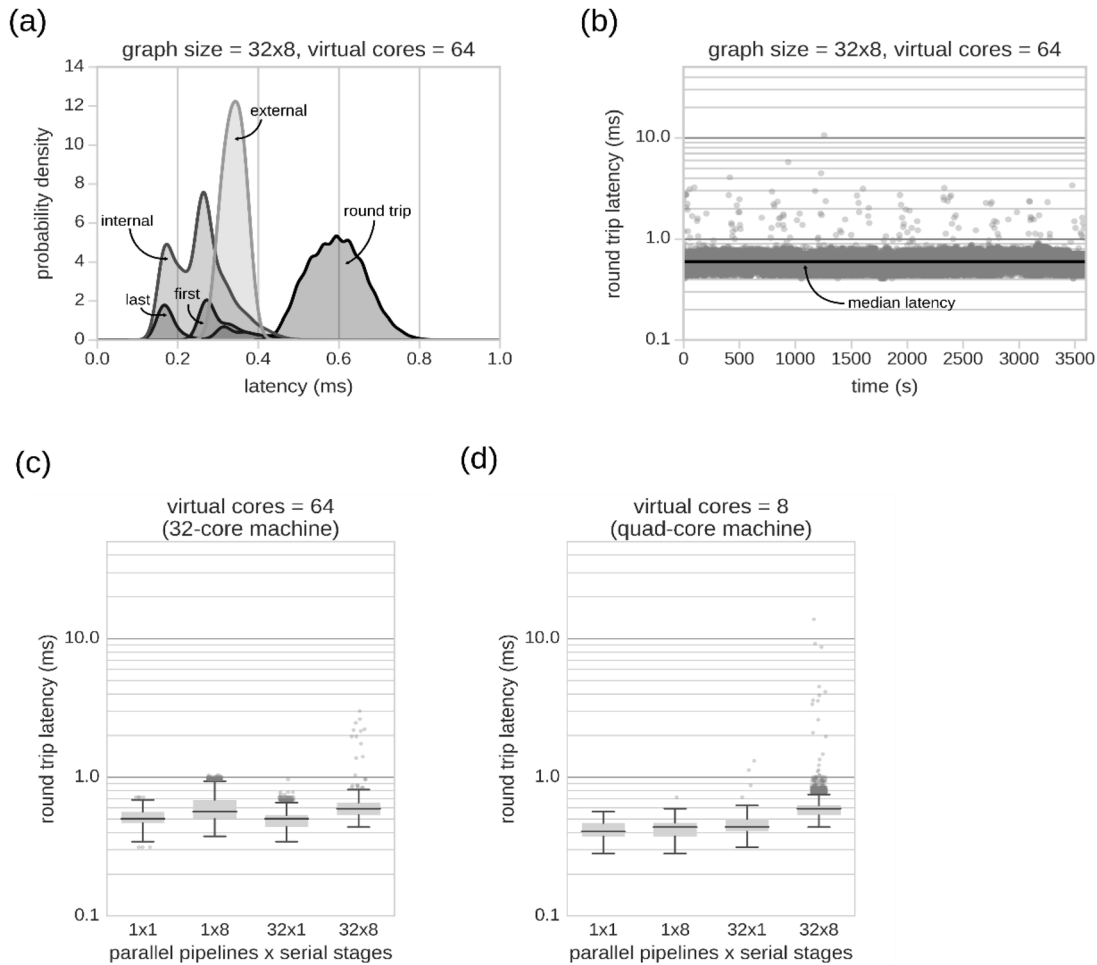 (a)
graph size = 32x8, virtual cores = 64
14
12
10
8
6
4
2
0
probability density
external
internal
round trip
last
first
0.0 0.2 0.4 0.6 0.8 1.0
latency (ms)
(b)
graph size = 32x8, virtual cores = 64
10.0
1.0
0.1
round trip latency (ms)
median latency
0 500 1000 1500 2000 2500 3000 3500
time (s)
(c)
virtual cores = 64
(32-core machine)
10.0
1.0
0.1
round trip latency (ms)
1x1 1x8 32x1 32x8
parallel pipelines x serial stages
(d)
virtual cores = 8
(quad-core machine)
10.0
1.0
0.1
round trip latency (ms)
1x1 1x8 32x1 32x8
parallel pipelines x serial stages